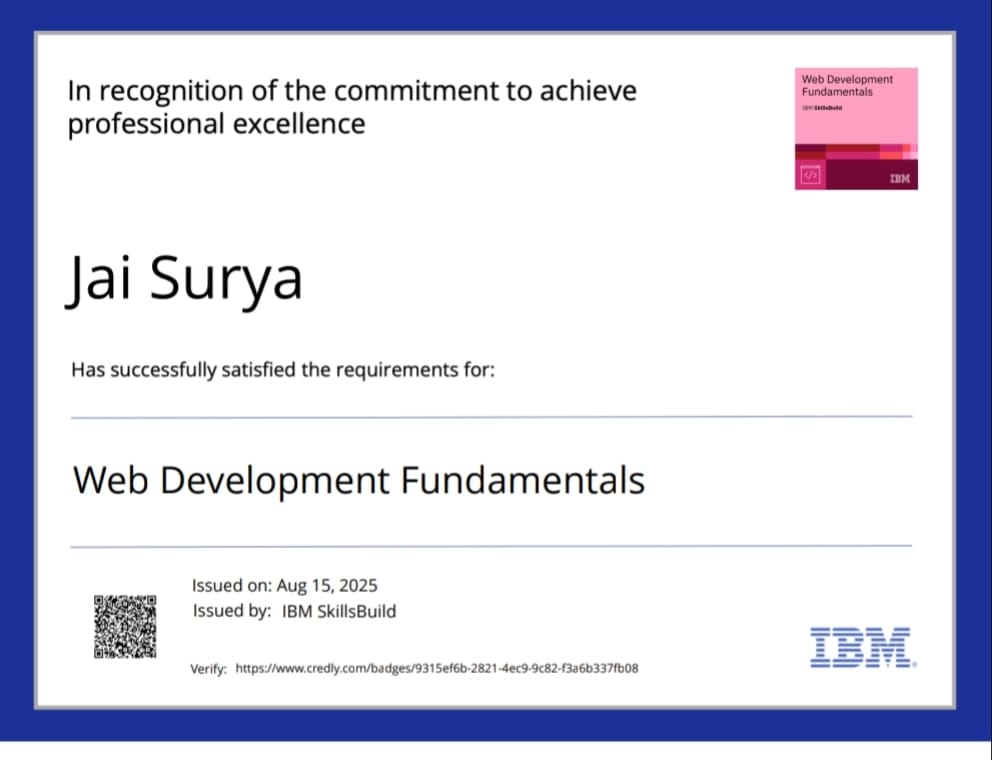 In recognition of the commitment to achieve
professional excellence
Web Development
Fundamentals
IBM SkillsBuild
</>
IBM
Jai Surya
Has successfully satisfied the requirements for:
Web Development Fundamentals
Issued on: Aug 15, 2025
Issued by: IBM SkillsBuild
Verify: https://www.credly.com/badges/9315ef6b-2821-4ec9-9c82-f3a6b337fb08
IBM